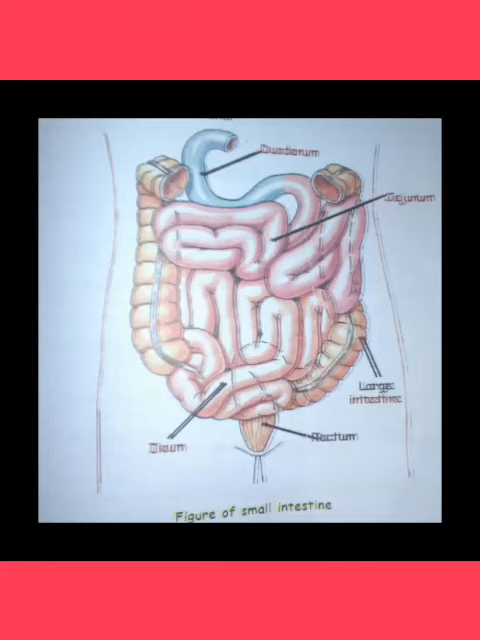 Duodenum
Jejunum
Large
intestine
Rectum
Ileum
Figure of small intestine